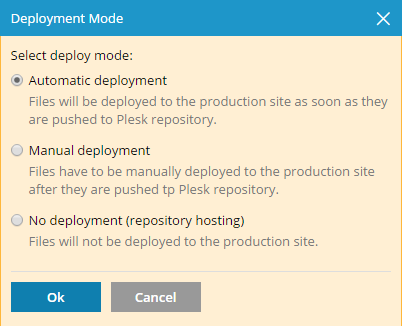 Deployment Mode
Select deploy mode:
Automatic deployment
Files will be deployed to the production site as soon as they
are pushed to Plesk repository.
Manual deployment
Files have to be manually deployed to the production site
after they are pushed tp Plesk repository.
No deployment (repository hosting)
Files will not be deployed to the production site.
Ok
Cancel